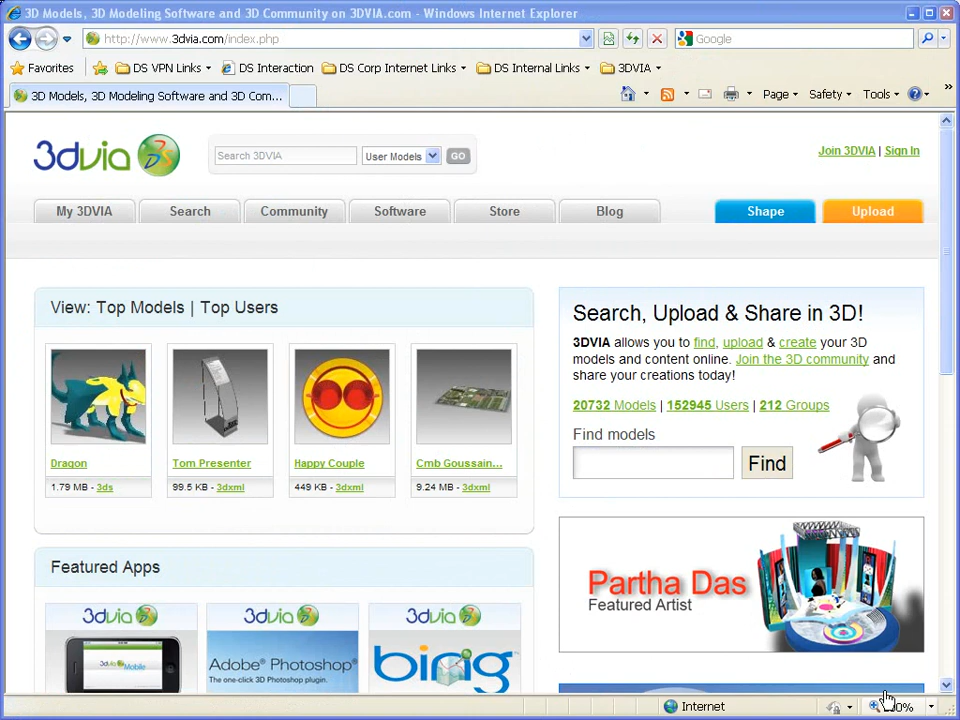 3D Models, 3D Modeling Software and 3D Community on 3DVIA.com - Windows Internet Explorer
http://www.3dvia.com/index.php
Google
Favorites
DS VPN Links
DS Interaction
DS Corp Internet Links
DS Internal Links
3DVIA
3D Models, 3D Modeling Software and 3D Com...
Page
Safety
Tools
»
3dvia
Search 3DVIA
User Models
GO
Join 3DVIA | Sign In
My 3DVIA
Search
Community
Software
Store
Blog
Shape
Upload
View: Top Models | Top Users
Dragon
1.79 MB - 3ds
Tom Presenter
99.5 KB - 3dxml
Happy Couple
449 KB - 3dxml
Cmb Goussain...
9.24 MB - 3dxml
Search, Upload & Share in 3D!
3DVIA allows you to find, upload & create your 3D
models and content online. Join the 3D community and
share your creations today!
20732 Models | 152945 Users | 212 Groups
Find models
Find
Partha Das
Featured Artist
Featured Apps
3dvia
3dvia Mobile
3dvia
Adobe® Photoshop®
The one-click 3D Photoshop plugin.
3dvia
bing
Internet